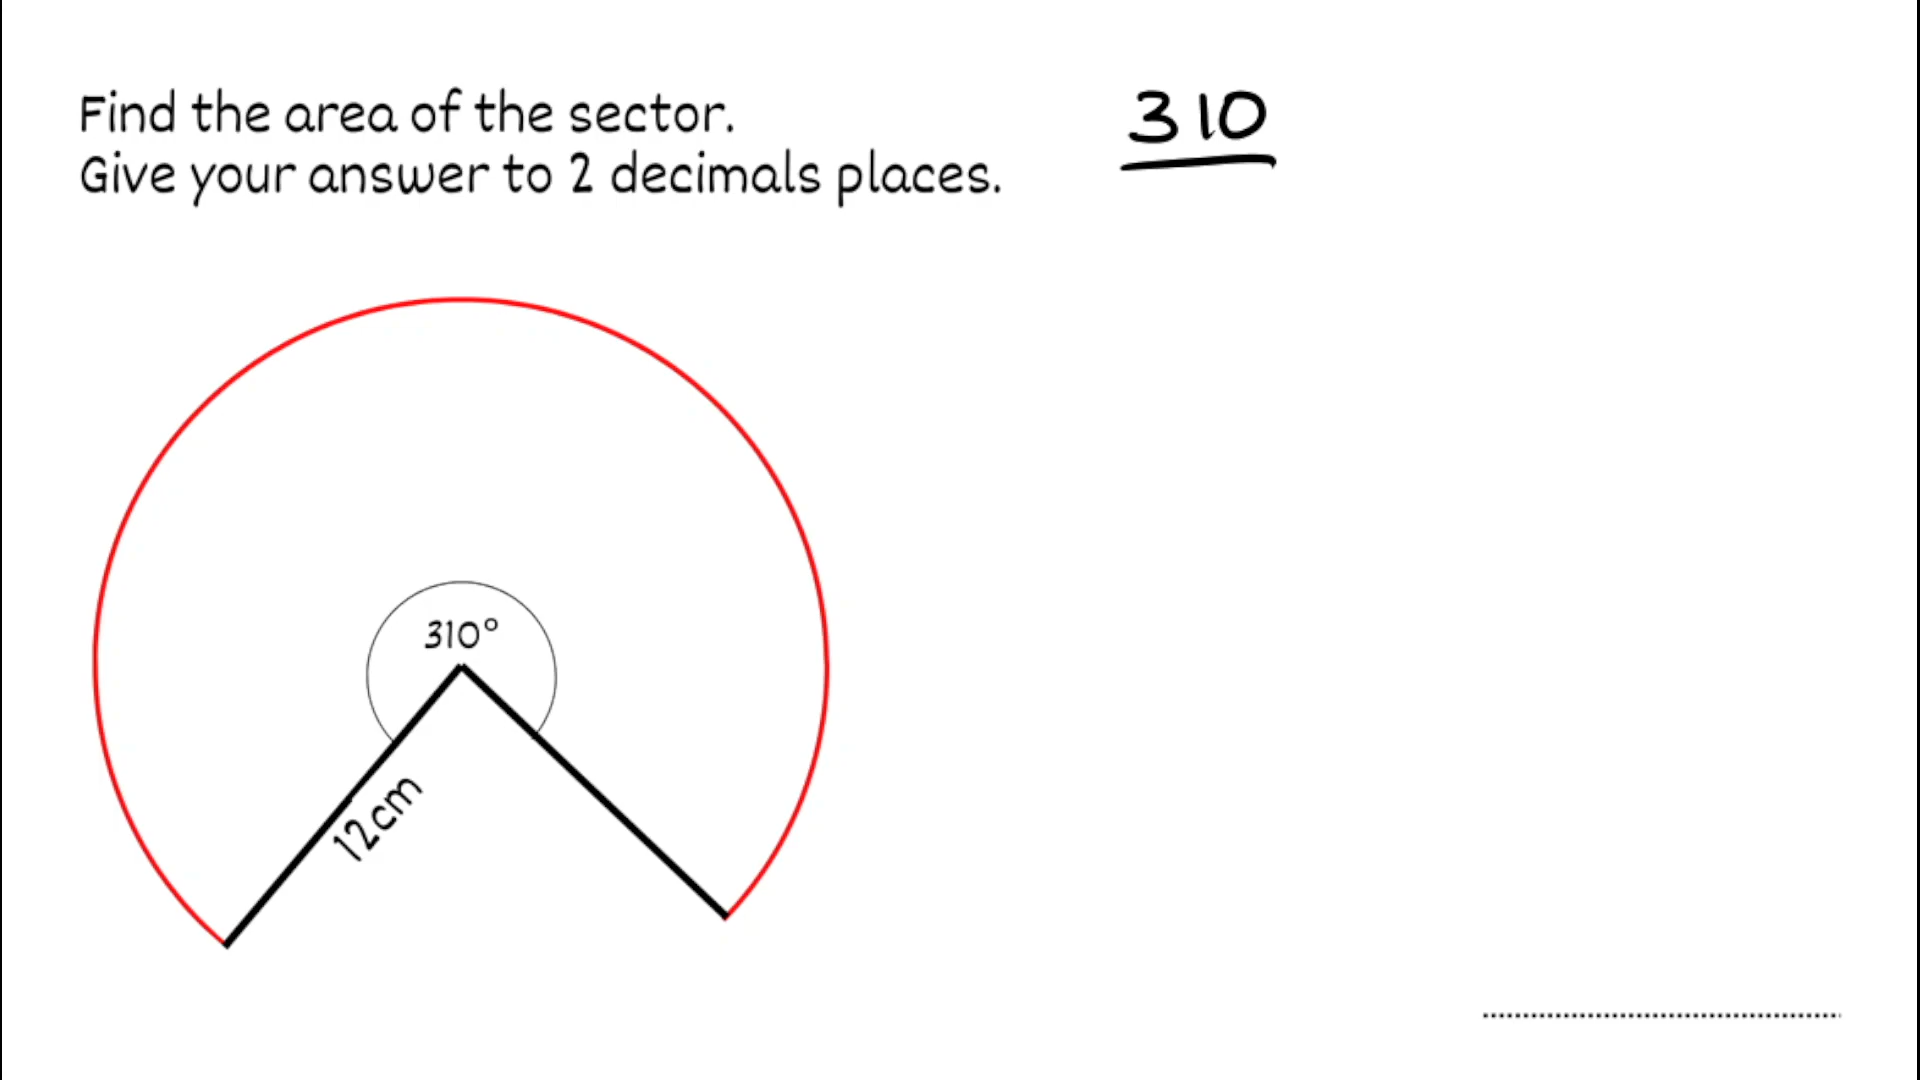 Find the area of the sector.
Give your answer to 2 decimals places.
310
310°
12cm